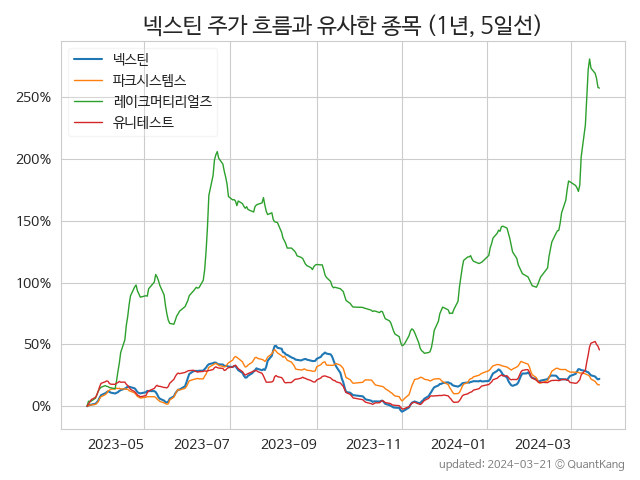 넥스틴 주가 흐름과 유사한 종목 (1년, 5일선)
넥스틴
파크시스템스
레이크머티리얼즈
유니테스트
250%
200%
150%
100%
50%
0%
2023-05 2023-07 2023-09 2023-11 2024-01 2024-03
updated: 2024-03-21 © QuantKang